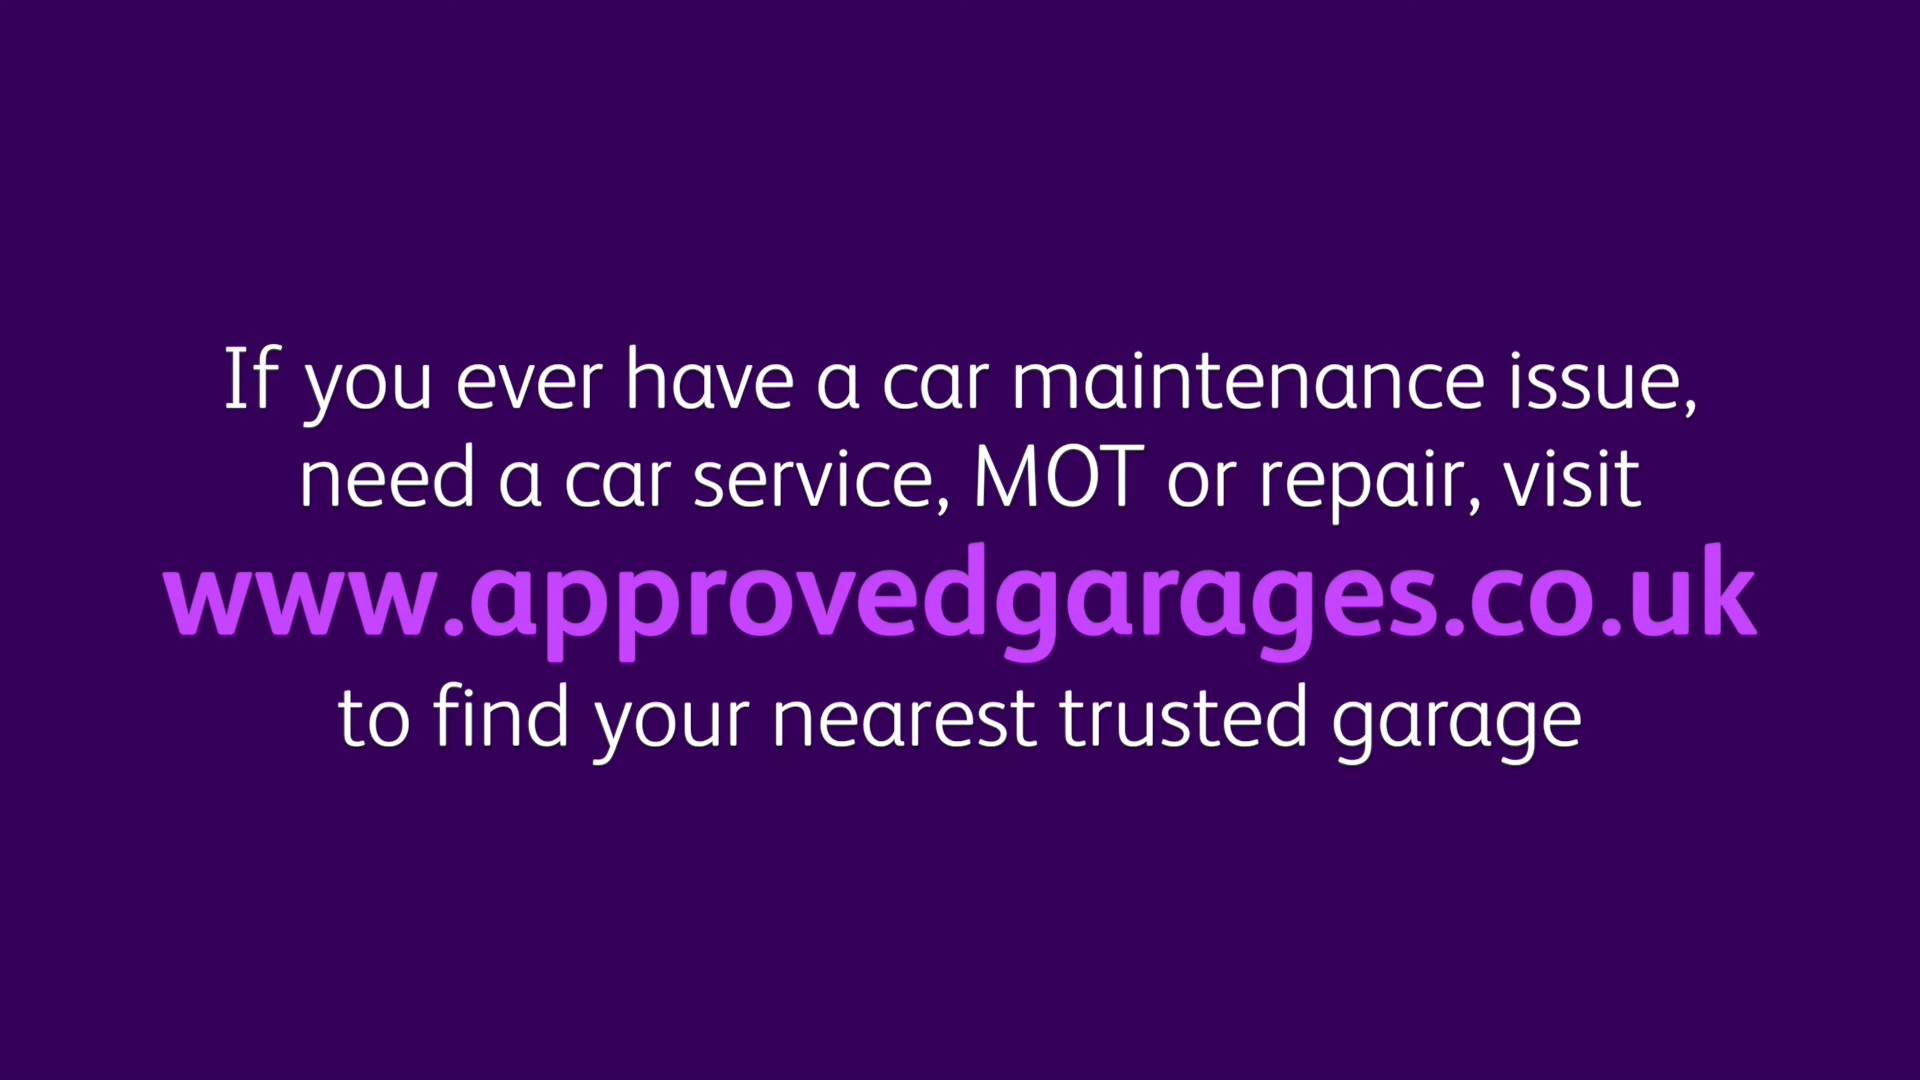 If you ever have a car maintenance issue,
need a car service, MOT or repair, visit
www.approvedgarages.co.uk
to find your nearest trusted garage